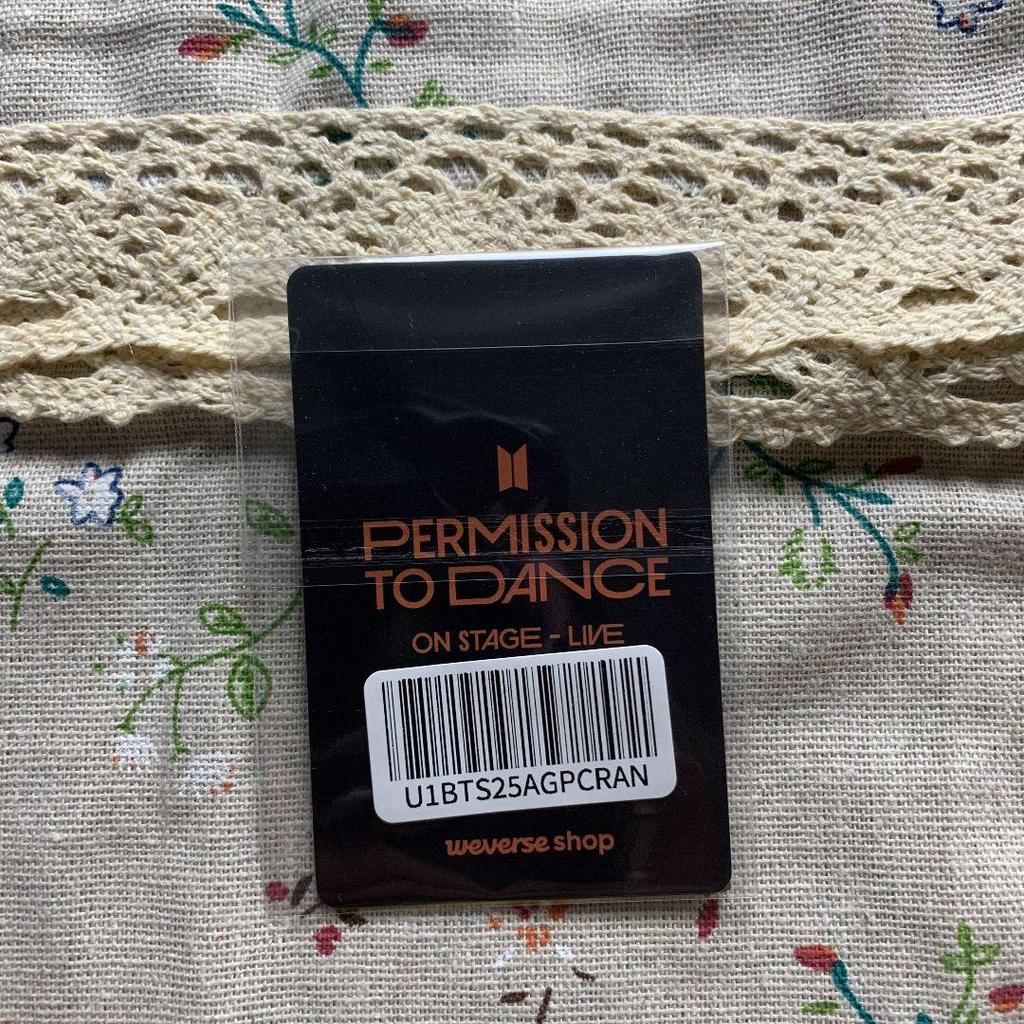 PERMISSION
TO DANCE
ON STAGE - LIVE
U1BTS25AGPCRAN
weverse shop